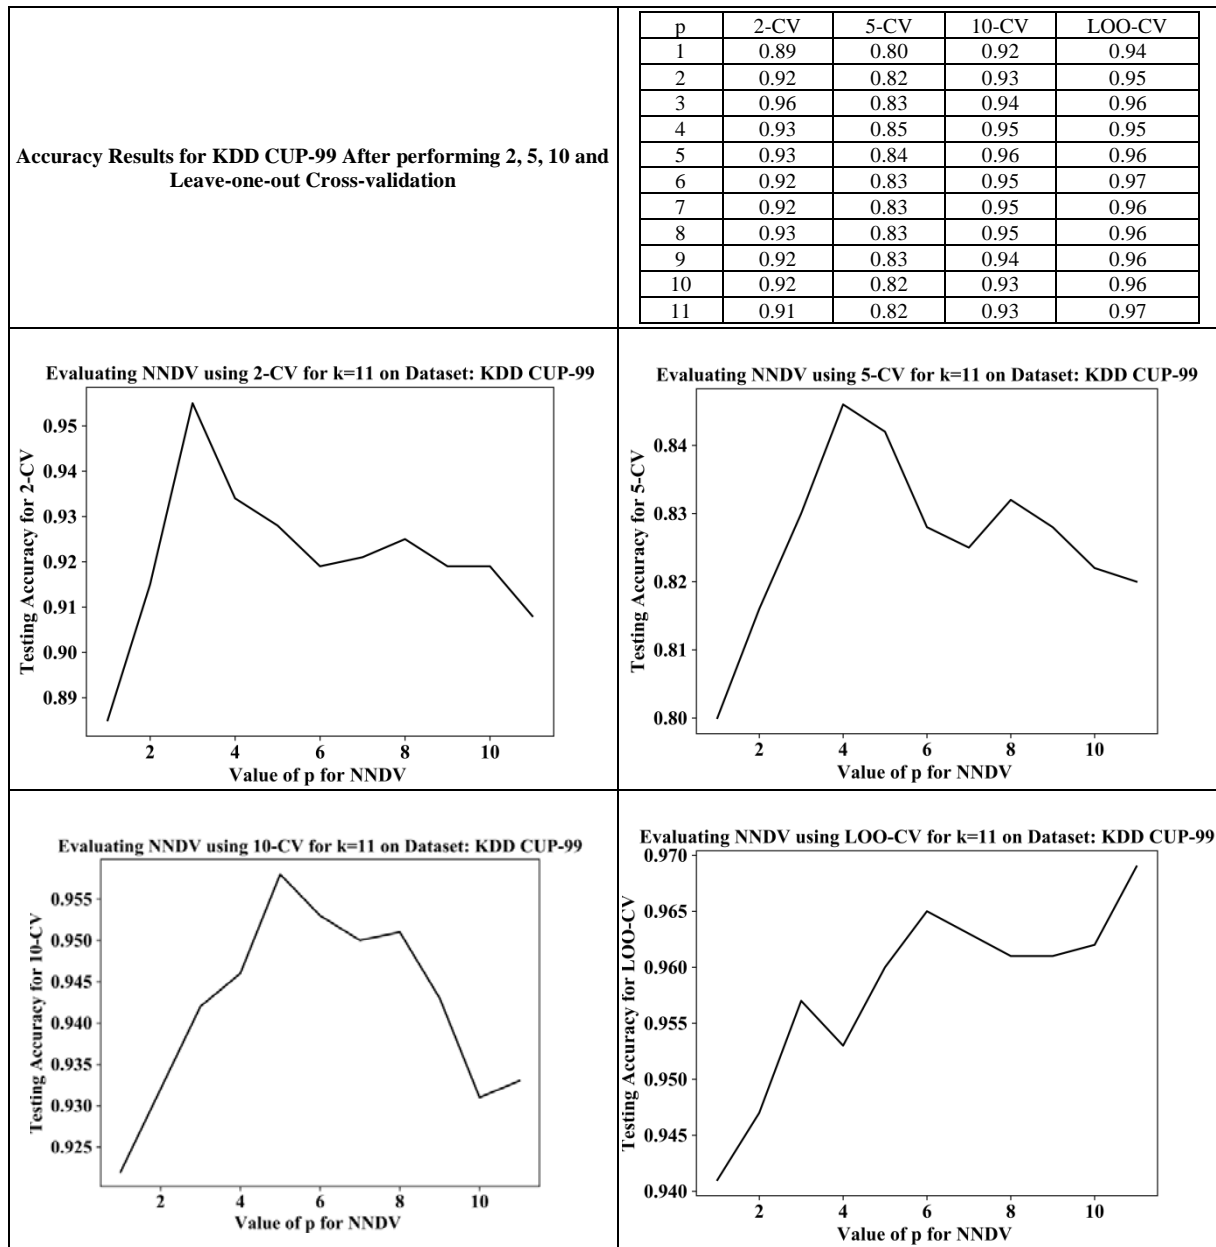 Accuracy Results for KDD CUP-99 After performing 2, 5, 10 and
Leave-one-out Cross-validation
p 2-CV 5-CV 10-CV LOO-CV
1 0.89 0.80 0.92 0.94
2 0.92 0.82 0.93 0.95
3 0.96 0.83 0.94 0.96
4 0.93 0.85 0.95 0.95
5 0.93 0.84 0.96 0.96
6 0.92 0.83 0.95 0.97
7 0.92 0.83 0.95 0.96
8 0.93 0.83 0.95 0.96
9 0.92 0.83 0.94 0.96
10 0.92 0.82 0.93 0.96
11 0.91 0.82 0.93 0.97
Evaluating NNDV using 2-CV for k=11 on Dataset: KDD CUP-99
Testing Accuracy for 2-CV
0.95
0.94
0.93
0.92
0.91
0.90
0.89
2 4 6 8 10
Value of p for NNDV
Evaluating NNDV using 5-CV for k=11 on Dataset: KDD CUP-99
Testing Accuracy for 5-CV
0.84
0.83
0.82
0.81
0.80
2 4 6 8 10
Value of p for NNDV
Evaluating NNDV using 10-CV for k=11 on Dataset: KDD CUP-99
Testing Accuracy for 10-CV
0.955
0.950
0.945
0.940
0.935
0.930
0.925
2 4 6 8 10
Value of p for NNDV
Evaluating NNDV using LOO-CV for k=11 on Dataset: KDD CUP-99
Testing Accuracy for LOO-CV
0.970
0.965
0.960
0.955
0.950
0.945
0.940
2 4 6 8 10
Value of p for NNDV